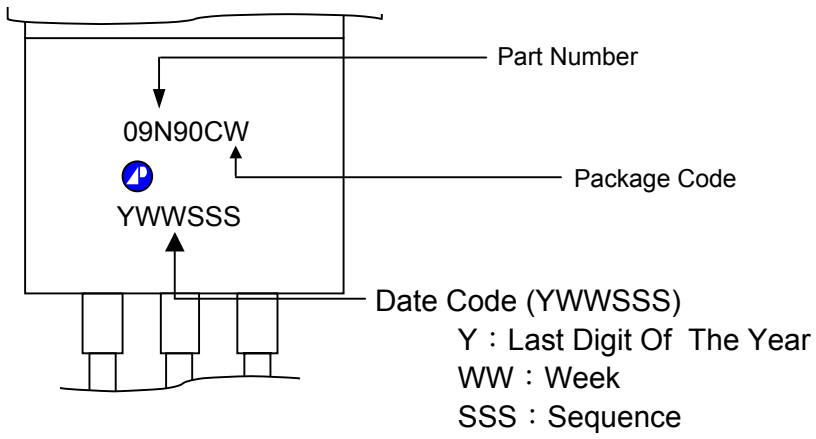 Part Number
09N90CW
Package Code
YWWSSS
Date Code (YWWSSS)
Y：Last Digit Of The Year
WW：Week
SSS：Sequence